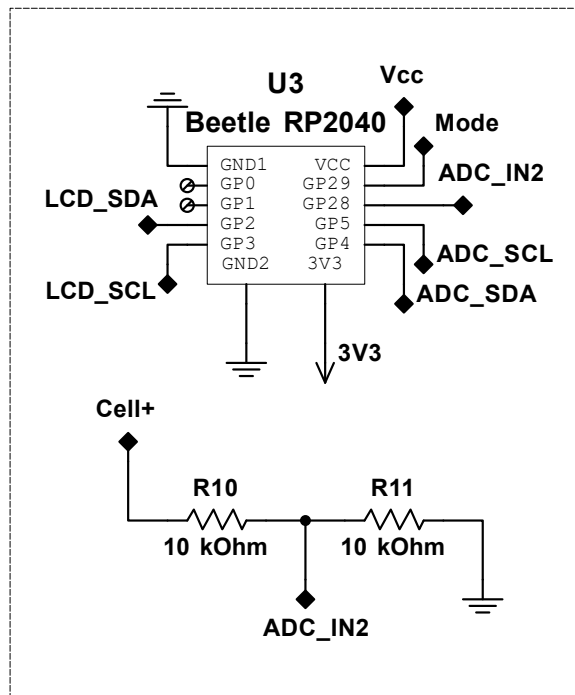 U3
Vcc
Beetle RP2040
Mode
GND1 VCC
GP0 GP29
ADC_IN2
GP1 GP28
LCD_SDA
GP2 GP5
GP3 GP4
ADC_SCL
GND2 3V3
LCD_SCL
ADC_SDA
3V3
Cell+
R10 R11
10 kOhm 10 kOhm
ADC_IN2